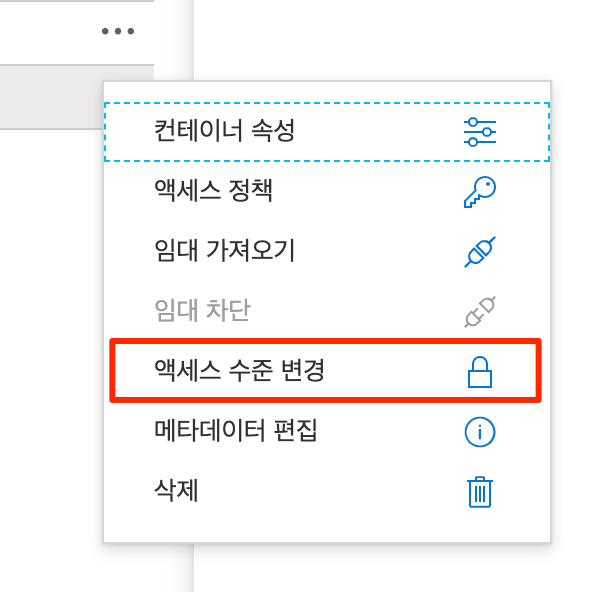 컨테이너 속성
액세스 정책
임대 가져오기
임대 차단
액세스 수준 변경
메타데이터 편집
삭제